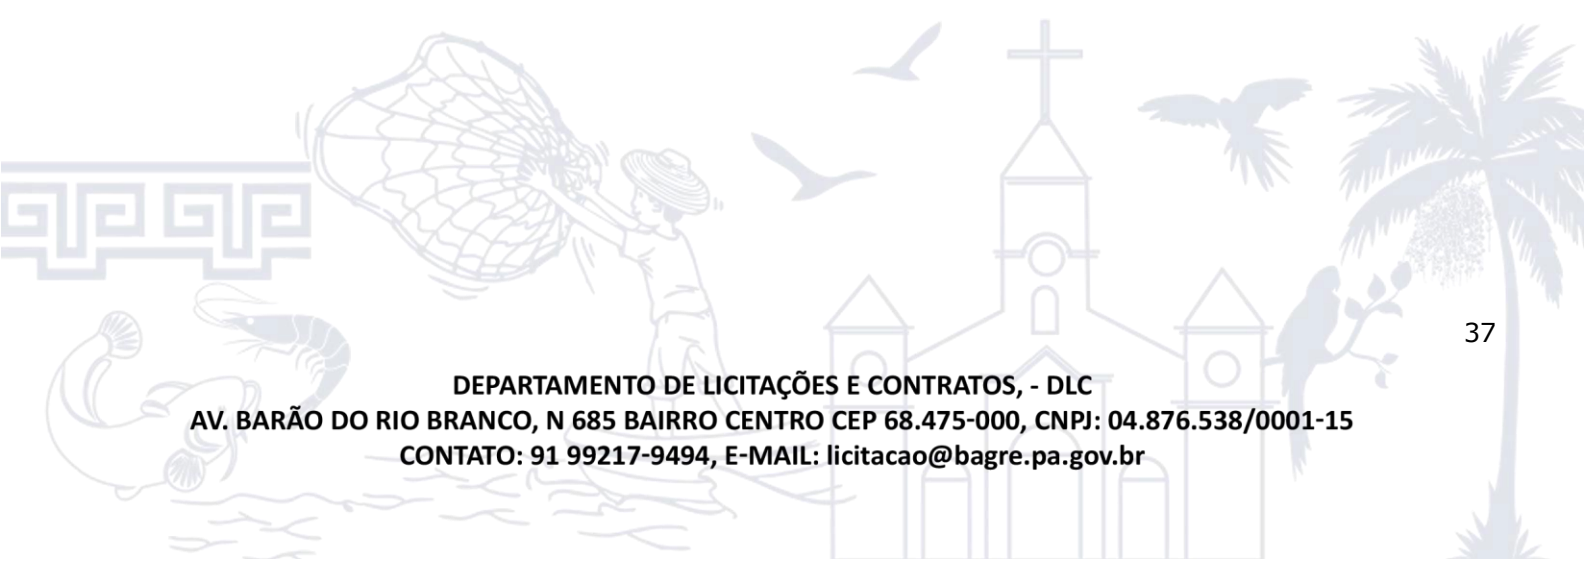 37
DEPARTAMENTO DE LICITAÇÕES E CONTRATOS, - DLC
AV. BARÃO DO RIO BRANCO, N 685 BAIRRO CENTRO CEP 68.475-000, CNPJ: 04.876.538/0001-15
CONTATO: 91 99217-9494, E-MAIL: licitacao@bagre.pa.gov.br